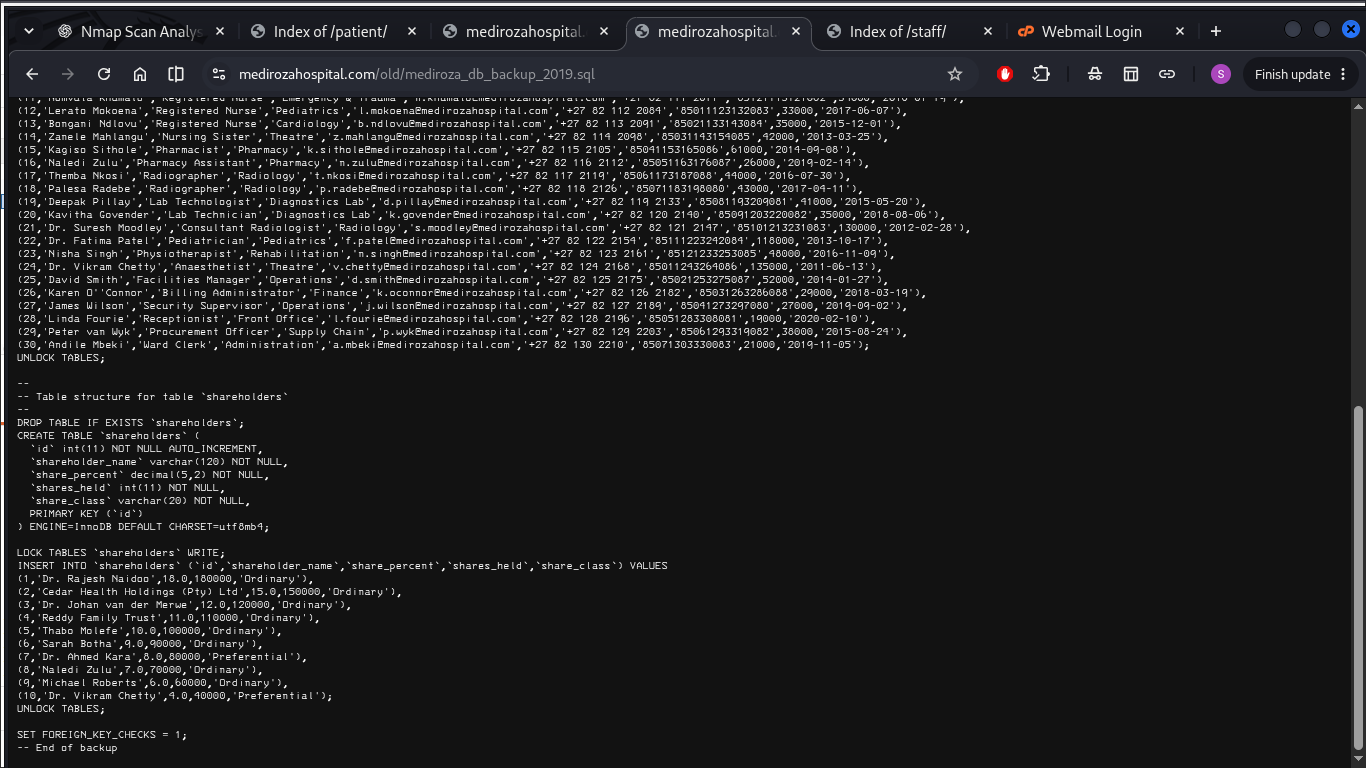 Nmap Scan Analys
Index of /patient/
medirozahospital.
medirozahospital.
Index of /staff/
Webmail Login
medirozahospital.com/old/mediroza_db_backup_2019.sql
S
Finish update
(12,'Lerato Mokoena','Registered Nurse','Pediatrics','l.mokoena@medirozahospital.com','+27 82 112 2084','85011123132083',33000,'2017-06-07'),
(13,'Bongani Ndlovu','Registered Nurse','Cardiology','b.ndlovu@medirozahospital.com','+27 82 113 2091','85021133143084',35000,'2015-12-01'),
(14,'Zanele Mahlangu','Nursing Sister','Theatre','z.mahlangu@medirozahospital.com','+27 82 114 2098','85031143154085',42000,'2013-03-25'),
(15,'Kagiso Sithole','Pharmacist','Pharmacy','k.sithole@medirozahospital.com','+27 82 115 2105','85041153165086',61000,'2014-09-08'),
(16,'Naledi Zulu','Pharmacy Assistant','Pharmacy','n.zulu@medirozahospital.com','+27 82 116 2112','85051163176087',26000,'2019-02-14'),
(17,'Themba Nkosi','Radiographer','Radiology','t.nkosi@medirozahospital.com','+27 82 117 2119','85061173187088',44000,'2016-07-30'),
(18,'Palesa Radebe','Radiographer','Radiology','p.radebe@medirozahospital.com','+27 82 118 2126','85071183198080',43000,'2017-04-11'),
(19,'Deepak Pillay','Lab Technologist','Diagnostics Lab','d.pillay@medirozahospital.com','+27 82 119 2133','85081193209081',41000,'2015-05-20'),
(20,'Kavitha Govender','Lab Technician','Diagnostics Lab','k.govender@medirozahospital.com','+27 82 120 2140','85091203220082',35000,'2018-08-06'),
(21,'Dr. Suresh Moodley','Consultant Radiologist','Radiology','s.moodley@medirozahospital.com','+27 82 121 2147','85101213231083',130000,'2012-02-28'),
(22,'Dr. Fatima Patel','Pediatrician','Pediatrics','f.patel@medirozahospital.com','+27 82 122 2154','85111223242084',118000,'2013-10-17'),
(23,'Nisha Singh','Physiotherapist','Rehabilitation','n.singh@medirozahospital.com','+27 82 123 2161','85121233253085',48000,'2016-11-09'),
(24,'Dr. Vikram Chetty','Anaesthetist','Theatre','v.chetty@medirozahospital.com','+27 82 124 2168','85011243264086',135000,'2011-06-13'),
(25,'David Smith','Facilities Manager','Operations','d.smith@medirozahospital.com','+27 82 125 2175','85021253275087',52000,'2014-01-27'),
(26,'Karen O''Connor','Billing Administrator','Finance','k.oconnor@medirozahospital.com','+27 82 126 2182','85031263286088',29000,'2018-03-19'),
(27,'James Wilson','Security Supervisor','Operations','j.wilson@medirozahospital.com','+27 82 127 2189','85041273297080',27000,'2019-09-02'),
(28,'Linda Fourie','Receptionist','Front Office','l.fourie@medirozahospital.com','+27 82 128 2196','85051283308081',19000,'2020-02-10'),
(29,'Peter van Wyk','Procurement Officer','Supply Chain','p.wyk@medirozahospital.com','+27 82 129 2203','85061293319082',38000,'2015-08-24'),
(30,'Andile Mbeki','Ward Clerk','Administration','a.mbeki@medirozahospital.com','+27 82 130 2210','85071303330083',21000,'2019-11-05');
UNLOCK TABLES;
--
-- Table structure for table `shareholders`
--
DROP TABLE IF EXISTS `shareholders`;
CREATE TABLE `shareholders` (
`id` int(11) NOT NULL AUTO_INCREMENT,
`shareholder_name` varchar(120) NOT NULL,
`share_percent` decimal(5,2) NOT NULL,
`shares_held` int(11) NOT NULL,
`share_class` varchar(20) NOT NULL,
PRIMARY KEY (`id`)
) ENGINE=InnoDB DEFAULT CHARSET=utf8mb4;
LOCK TABLES `shareholders` WRITE;
INSERT INTO `shareholders` (`id`,`shareholder_name`,`share_percent`,`shares_held`,`share_class`) VALUES
(1,'Dr. Rajesh Naidoo',18.0,180000,'Ordinary'),
(2,'Cedar Health Holdings (Pty) Ltd',15.0,150000,'Ordinary'),
(3,'Dr. Johan van der Merwe',12.0,120000,'Ordinary'),
(4,'Reddy Family Trust',11.0,110000,'Ordinary'),
(5,'Thabo Molefe',10.0,100000,'Ordinary'),
(6,'Sarah Botha',9.0,90000,'Ordinary'),
(7,'Dr. Ahmed Kara',8.0,80000,'Preferential'),
(8,'Naledi Zulu',7.0,70000,'Ordinary'),
(9,'Michael Roberts',6.0,60000,'Ordinary'),
(10,'Dr. Vikram Chetty',4.0,40000,'Preferential');
UNLOCK TABLES;
SET FOREIGN_KEY_CHECKS = 1;
-- End of backup